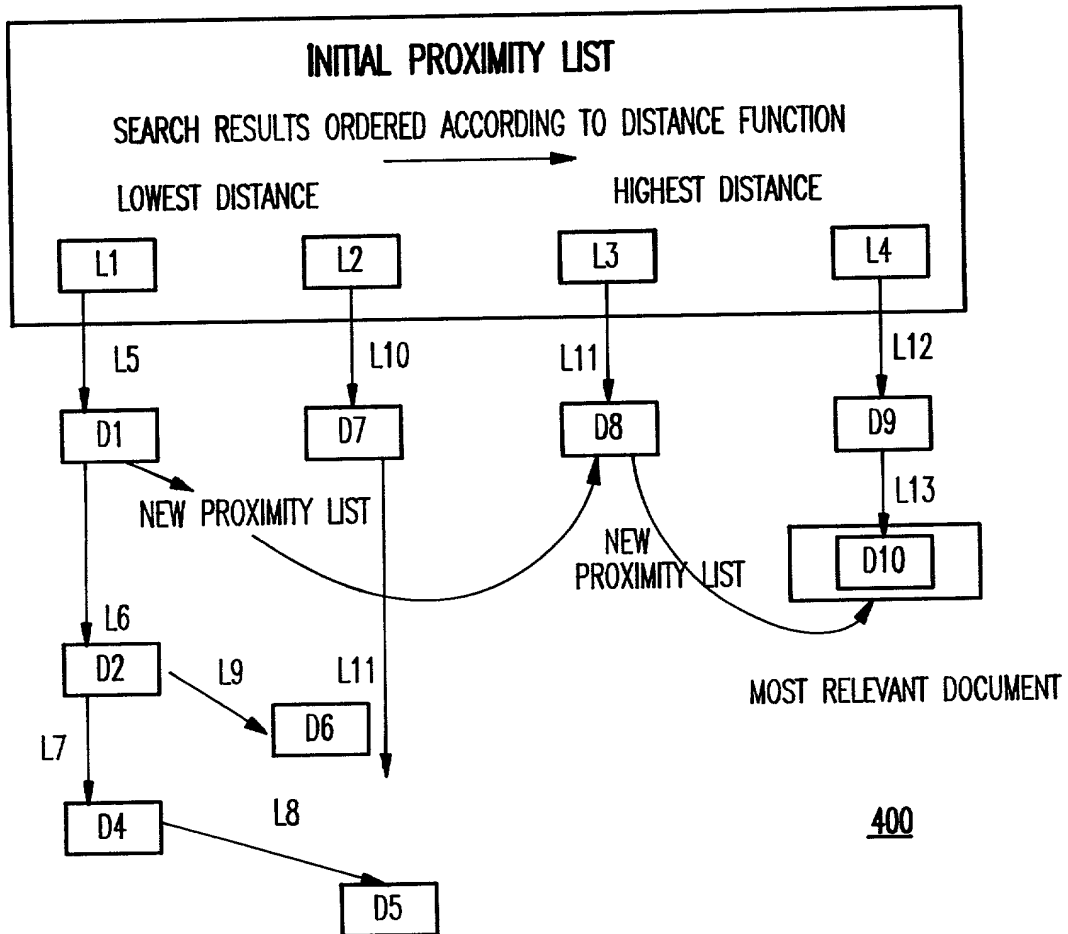 INITIAL PROXIMITY LIST
SEARCH RESULTS ORDERED ACCORDING TO DISTANCE FUNCTION
LOWEST DISTANCE
HIGHEST DISTANCE
L1
L2
L3
L4
L5
L10
L11
L12
D1
D7
D8
D9
L13
NEW PROXIMITY LIST
NEW
PROXIMITY LIST
D10
L6
D2
L9
L11
MOST RELEVANT DOCUMENT
D6
L7
D4
L8
400
D5